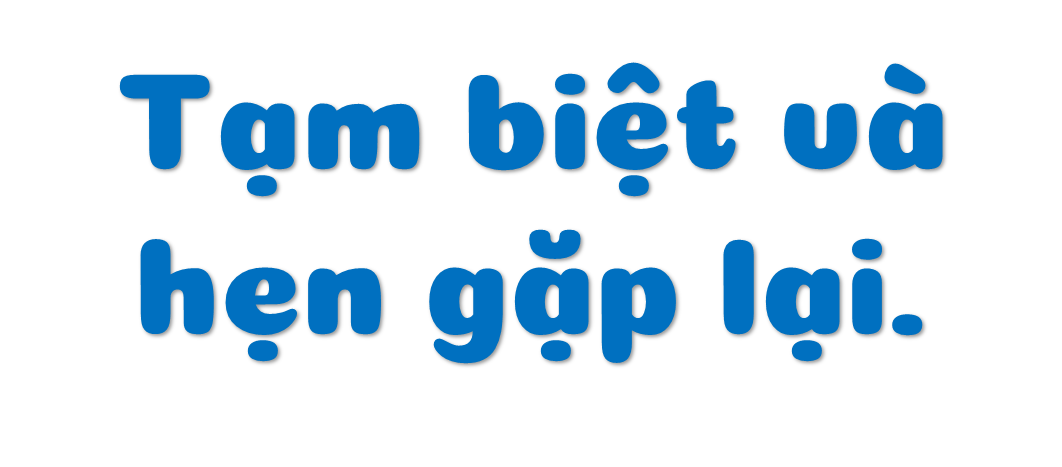 Tạm biệt và
hẹn gặp lại.